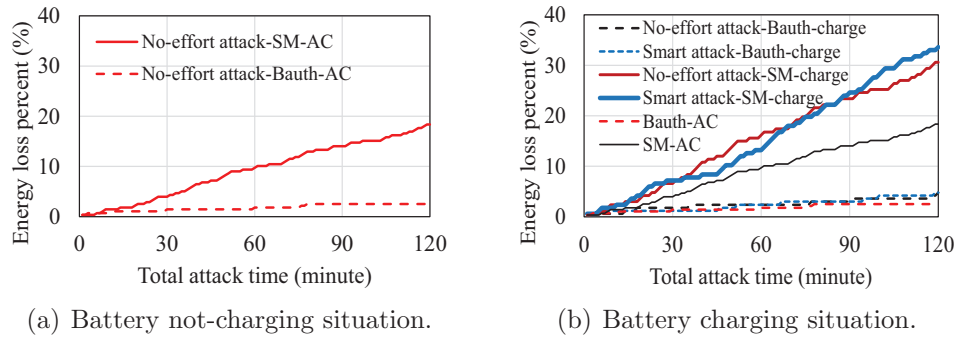 Energy loss percent (%)
40
30
20
10
0
No-effort attack-SM-AC
No-effort attack-Bauth-AC
0 30 60 90 120
Total attack time (minute)
(a) Battery not-charging situation.
Energy loss percent (%)
40
30
20
10
0
No-effort attack-Bauth-charge
Smart attack-Bauth-charge
No-effort attack-SM-charge
Smart attack-SM-charge
Bauth-AC
SM-AC
0 30 60 90 120
Total attack time (minute)
(b) Battery charging situation.